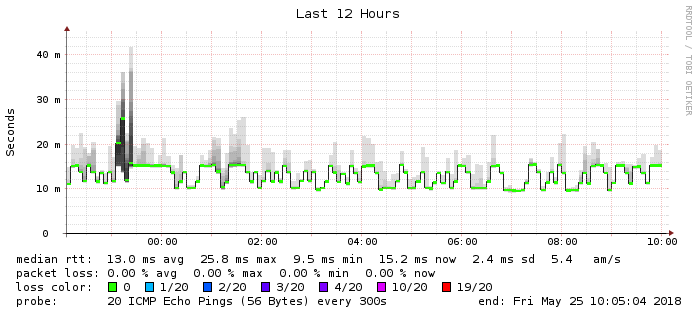 Last 12 Hours
RRDTOOL / TOBI OETIKER
Seconds
40 m
30 m
20 m
10 m
0
00:00 02:00 04:00 06:00 08:00 10:00
median rtt: 13.0 ms avg 25.8 ms max 9.5 ms min 15.2 ms now 2.4 ms sd 5.4 am/s
packet loss: 0.00 % avg 0.00 % max 0.00 % min 0.00 % now
loss color: 0 1/20 2/20 3/20 4/20 10/20 19/20
probe: 20 ICMP Echo Pings (56 Bytes) every 300s end: Fri May 25 10:05:04 2018